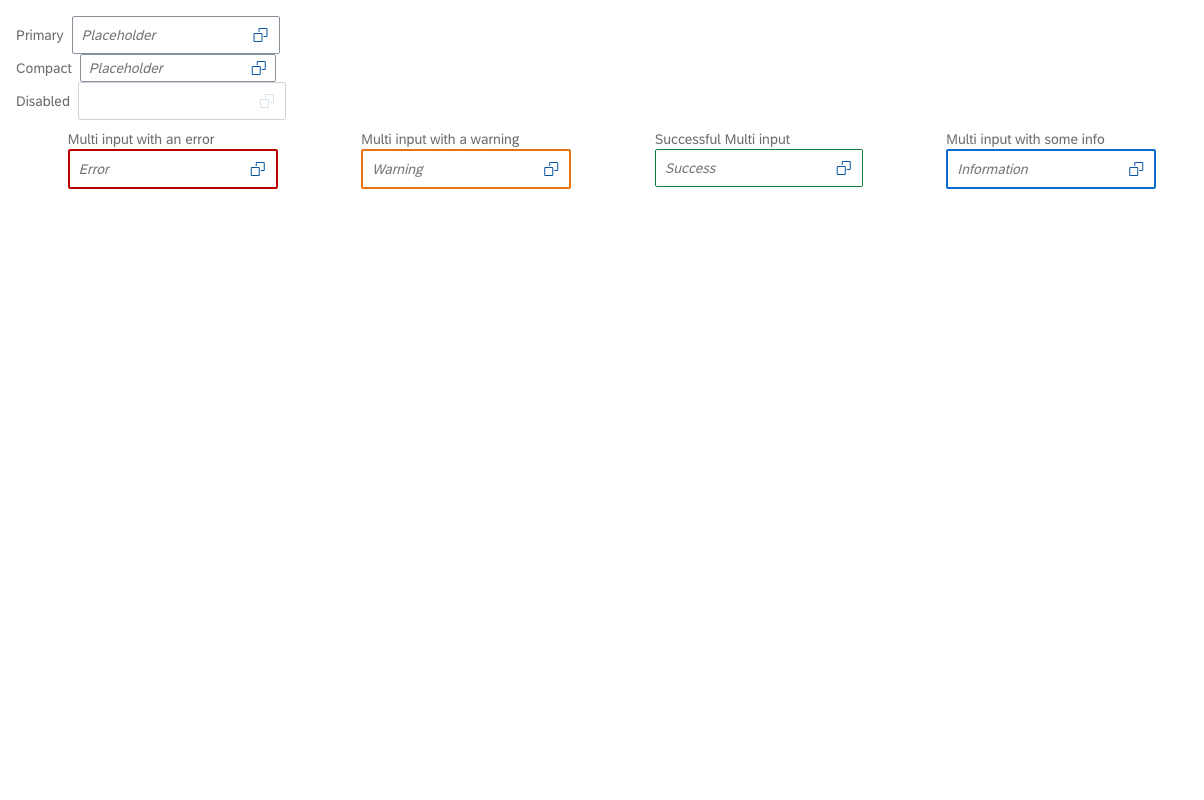 Primary Placeholder
Compact Placeholder
Disabled
Multi input with an error Multi input with a warning Successful Multi input Multi input with some info
Error Warning Success Information